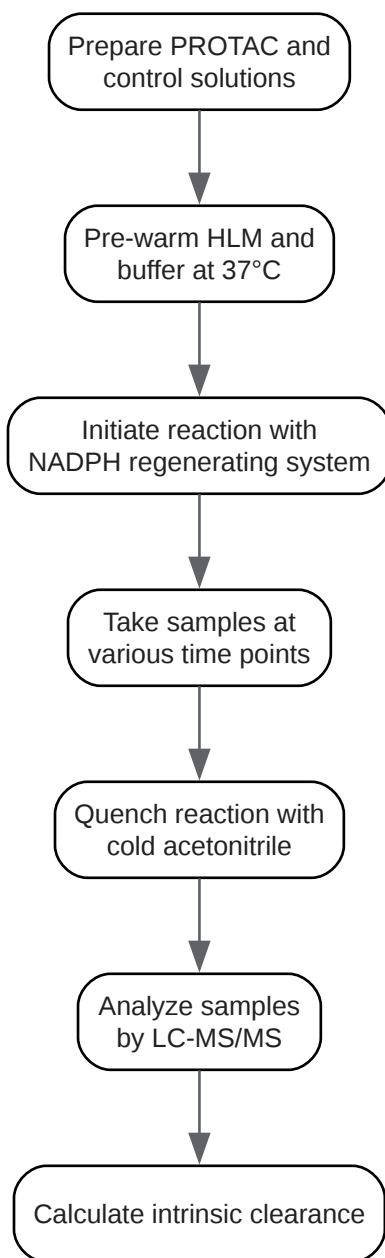 Prepare PROTAC and
control solutions
Pre-warm HLM and
buffer at 37°C
Initiate reaction with
NADPH regenerating system
Take samples at
various time points
Quench reaction with
cold acetonitrile
Analyze samples
by LC-MS/MS
Calculate intrinsic clearance